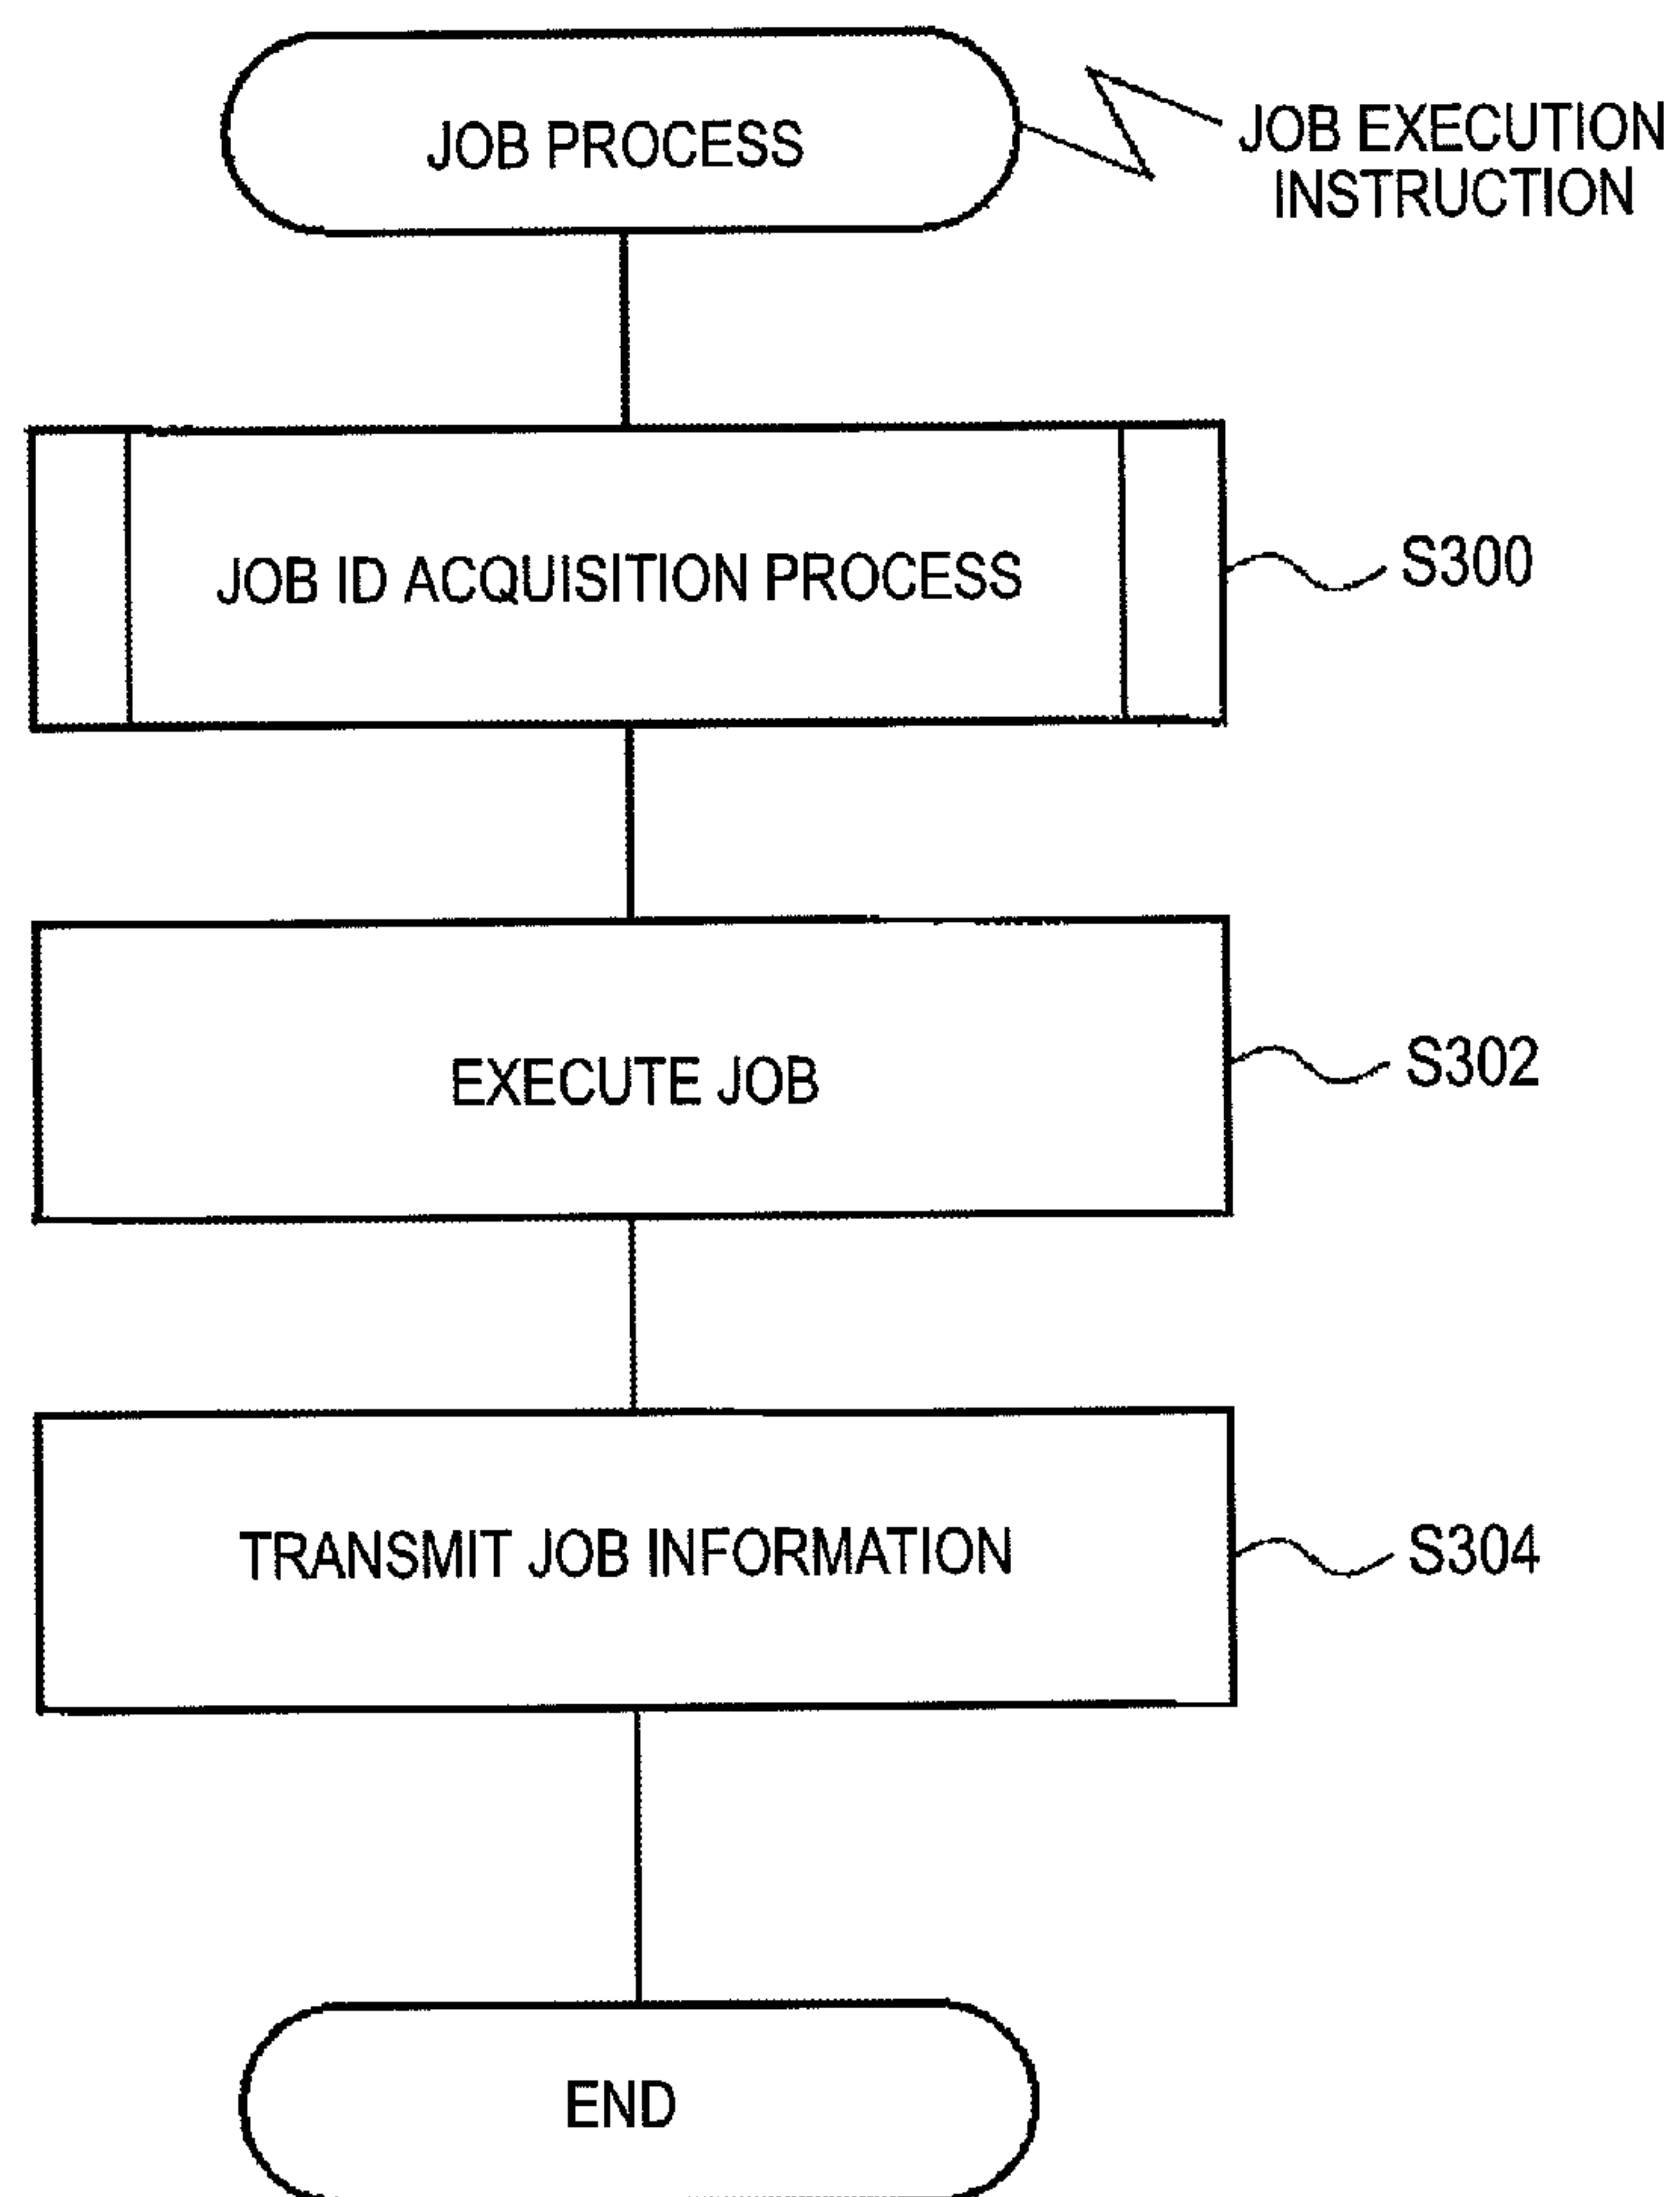 JOB PROCESS
JOB EXECUTION
INSTRUCTION
JOB ID ACQUISITION PROCESS
S300
EXECUTE JOB
S302
TRANSMIT JOB INFORMATION
S304
END